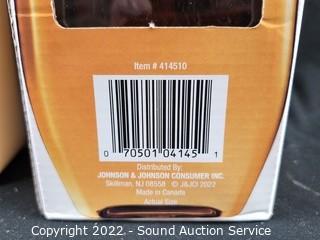 Item # 414510
0 70501 04145 1
Distributed By:
JOHNSON & JOHNSON CONSUMER INC.
Skillman, NJ 08558 © J&JCI 2022
Made in Canada
Actual Size
Copyright 2022 - Sound Auction Service